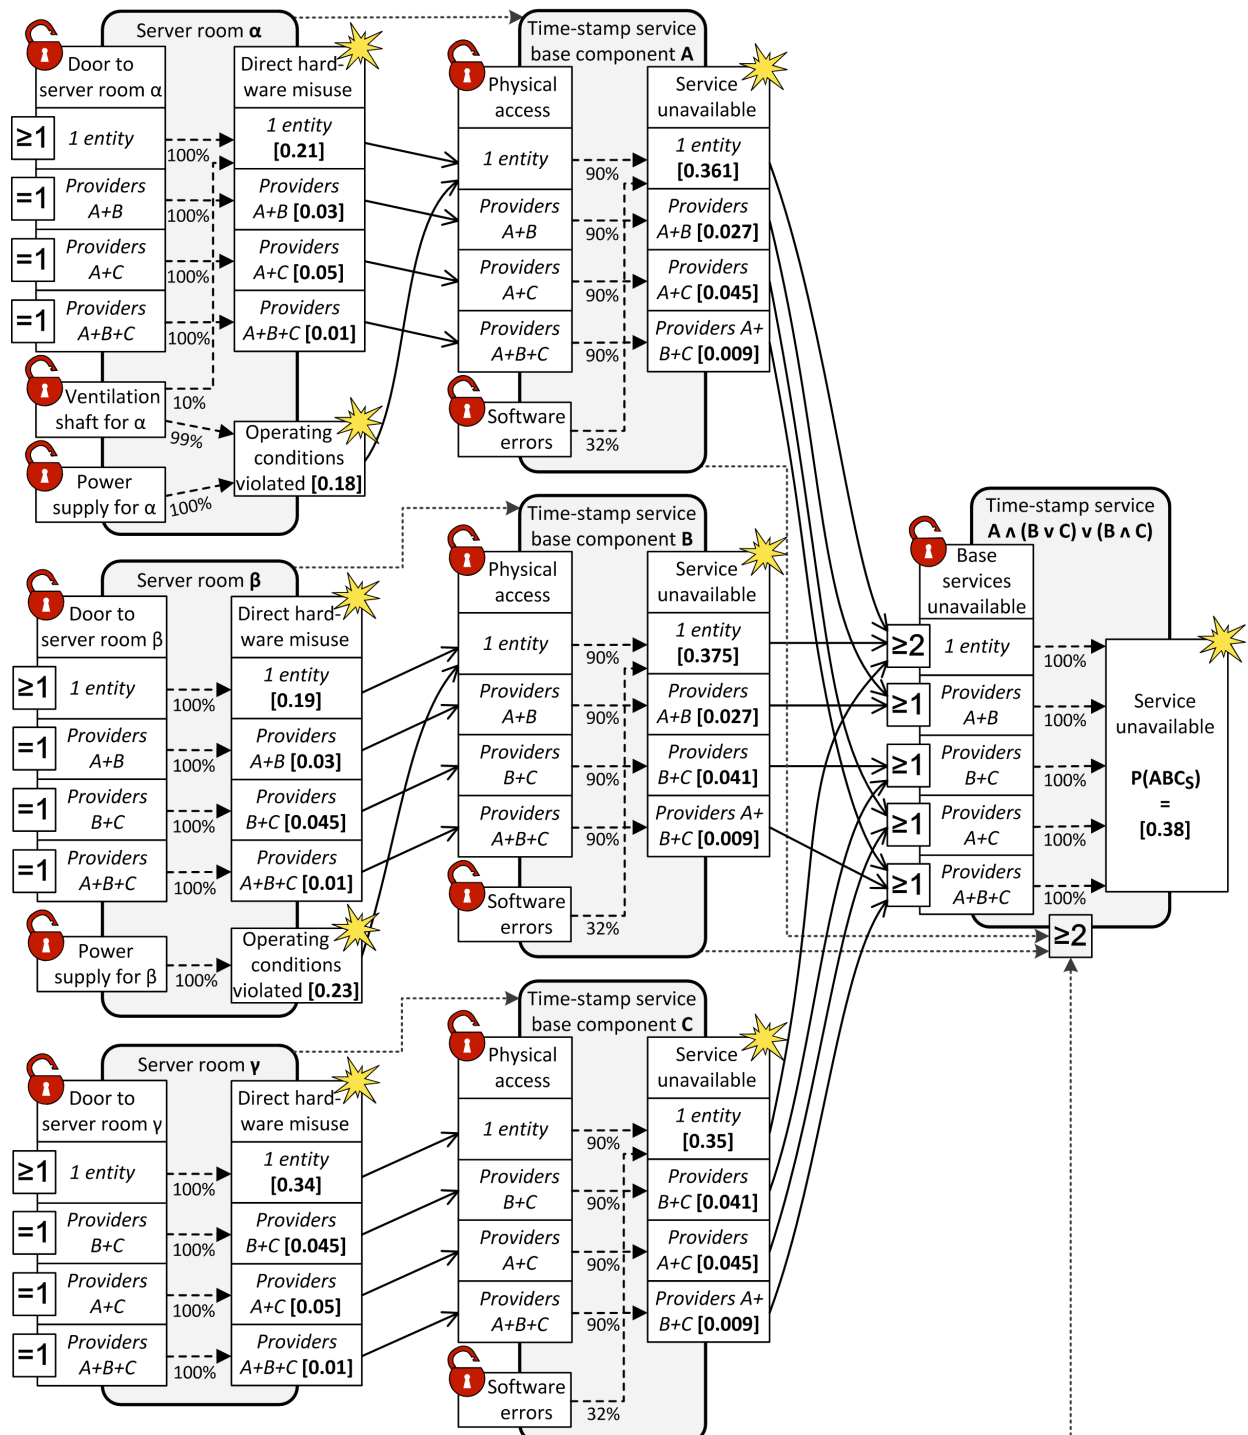 Server room α
Door to
server room α
≥1
1 entity
=1
Providers
A+B
=1
Providers
A+C
=1
Providers
A+B+C
Ventilation
shaft for α
Power
supply for α
100%
100%
100%
100%
10%
99%
100%
Direct hard-
ware misuse
1 entity
[0.21]
Providers
A+B [0.03]
Providers
A+C [0.05]
Providers
A+B+C [0.01]
Operating
conditions
violated [0.18]
Time-stamp service
base component A
Physical
access
1 entity
Providers
A+B
Providers
A+C
Providers
A+B+C
Software
errors
90%
90%
90%
90%
32%
Service
unavailable
1 entity
[0.361]
Providers
A+B [0.027]
Providers
A+C [0.045]
Providers A+
B+C [0.009]
Server room β
Door to
server room β
≥1
1 entity
=1
Providers
A+B
=1
Providers
B+C
=1
Providers
A+B+C
Power
supply for β
100%
100%
100%
100%
100%
Direct hard-
ware misuse
1 entity
[0.19]
Providers
A+B [0.03]
Providers
B+C [0.045]
Providers
A+B+C [0.01]
Operating
conditions
violated [0.23]
Time-stamp service
base component B
Physical
access
1 entity
Providers
A+B
Providers
B+C
Providers
A+B+C
Software
errors
90%
90%
90%
90%
32%
Service
unavailable
1 entity
[0.375]
Providers
A+B [0.027]
Providers
B+C [0.041]
Providers A+
B+C [0.009]
Server room γ
Door to
server room γ
≥1
1 entity
=1
Providers
B+C
=1
Providers
A+C
=1
Providers
A+B+C
100%
100%
100%
100%
Direct hard-
ware misuse
1 entity
[0.34]
Providers
B+C [0.045]
Providers
A+C [0.05]
Providers
A+B+C [0.01]
Time-stamp service
base component C
Physical
access
1 entity
Providers
B+C
Providers
A+C
Providers
A+B+C
Software
errors
90%
90%
90%
90%
32%
Service
unavailable
1 entity
[0.35]
Providers
B+C [0.041]
Providers
A+C [0.045]
Providers A+
B+C [0.009]
Time-stamp service
A ∧ (B ∨ C) ∨ (B ∧ C)
Base
services
unavailable
≥2
1 entity
≥1
Providers
A+B
≥1
Providers
B+C
≥1
Providers
A+C
≥1
Providers
A+B+C
100%
100%
100%
100%
100%
Service
unavailable
P(ABCS)
=
[0.38]
≥2